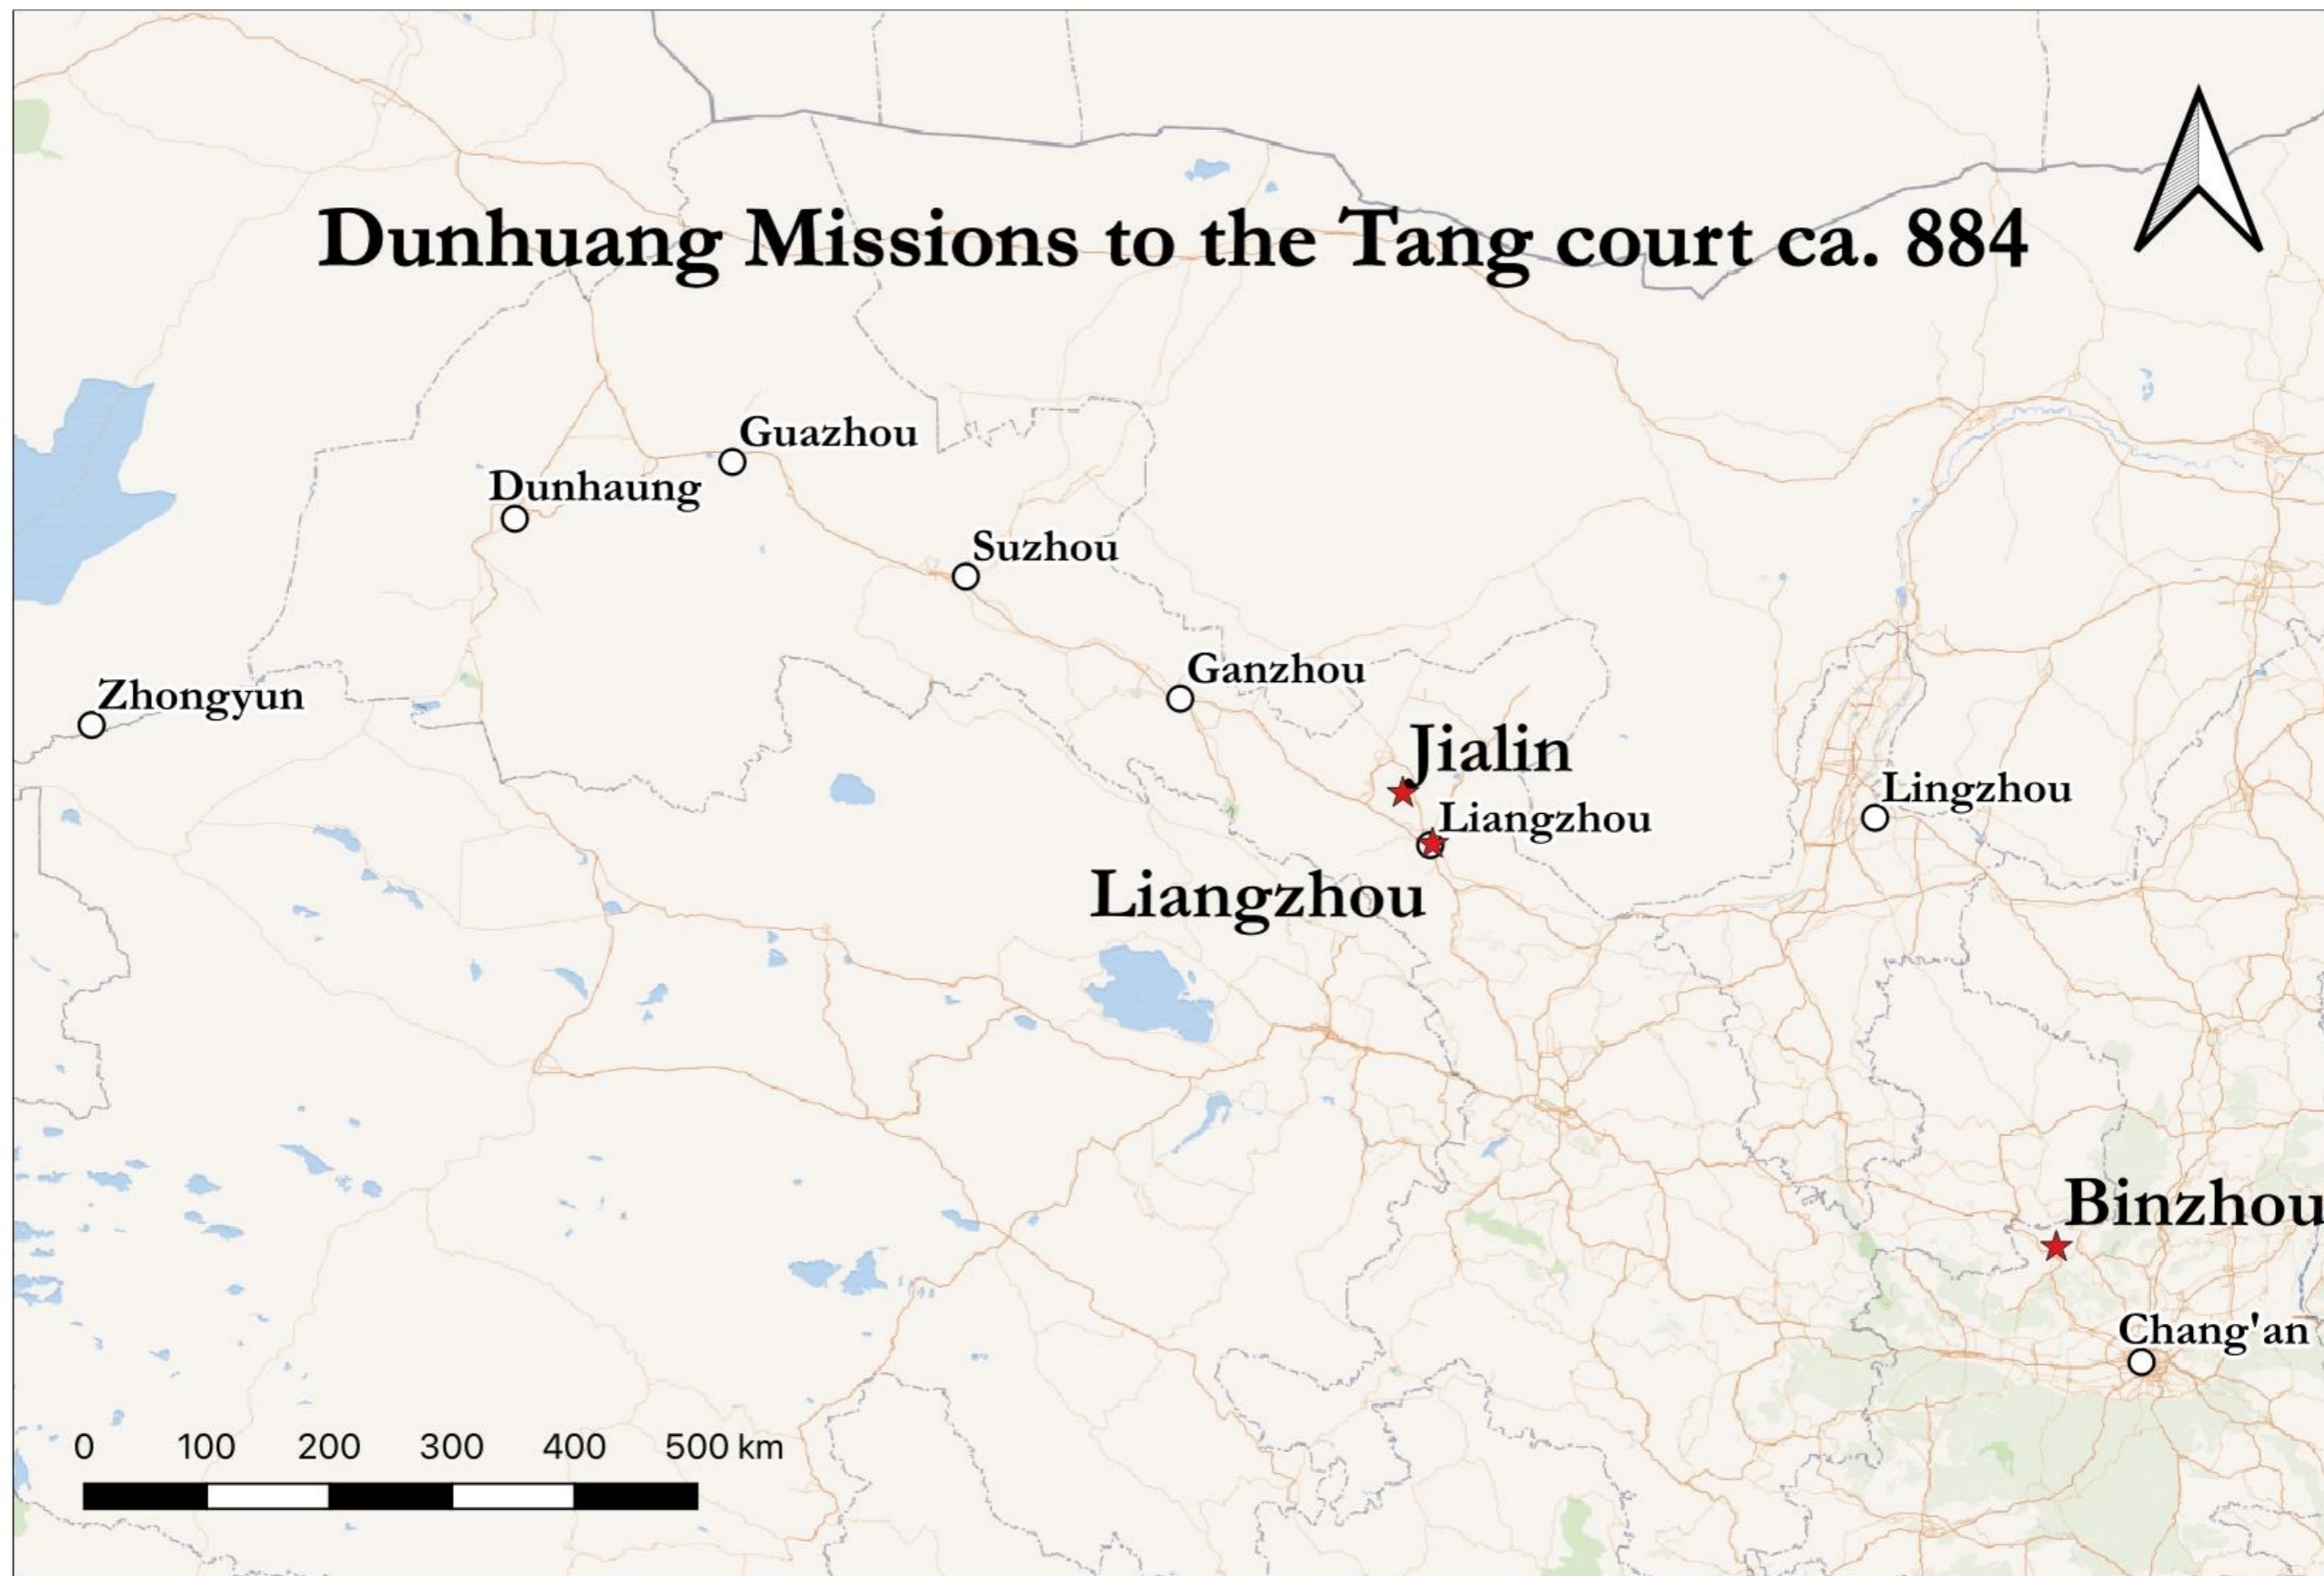 Dunhuang Missions to the Tang court ca. 884
Guazhou
Dunhaung
Suzhou
Ganzhou
Zhongyun
Jialin
Lingzhou
Liangzhou
Liangzhou
Binzhou
Chang'an
0 100 200 300 400 500 km